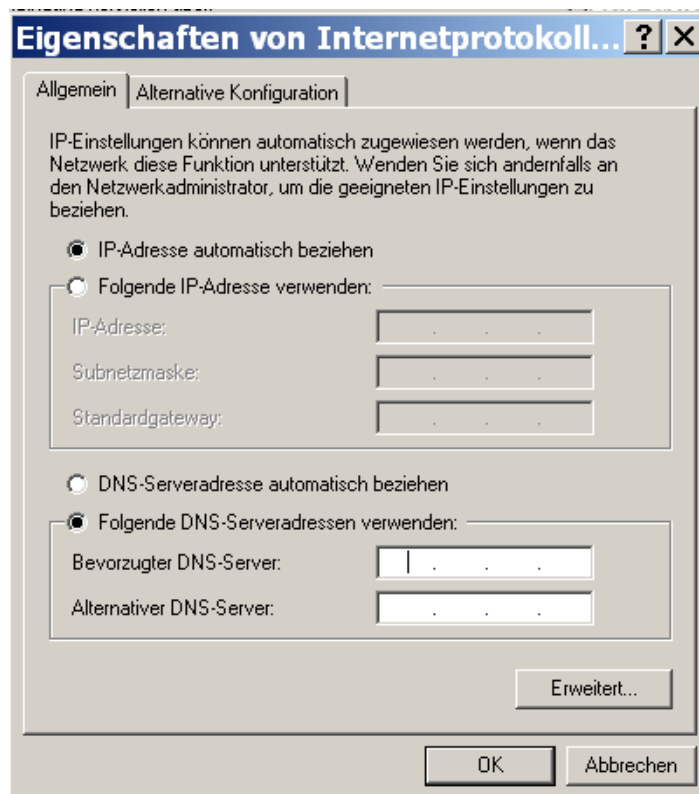 Eigenschaften von Internetprotokoll... ? X
Allgemein Alternative Konfiguration
IP-Einstellungen können automatisch zugewiesen werden, wenn das
Netzwerk diese Funktion unterstützt. Wenden Sie sich andernfalls an
den Netzwerkadministrator, um die geeigneten IP-Einstellungen zu
beziehen.
IP-Adresse automatisch beziehen
Folgende IP-Adresse verwenden:
IP-Adresse: . . .
Subnetzmaske: . . .
Standardgateway: . . .
DNS-Serveradresse automatisch beziehen
Folgende DNS-Serveradressen verwenden:
Bevorzugter DNS-Server: . . .
Alternativer DNS-Server: . . .
Erweitert...
OK Abbrechen